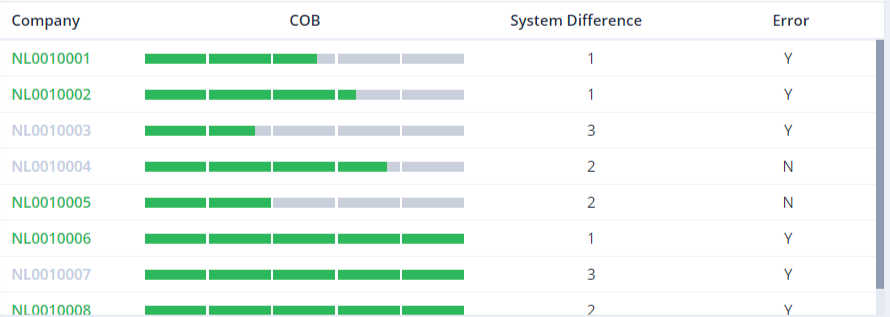 Company COB System Difference Error
NL0010001 1 Y
NL0010002 1 Y
NL0010003 3 Y
NL0010004 2 N
NL0010005 2 N
NL0010006 1 Y
NL0010007 3 Y
NL0010008 2 Y